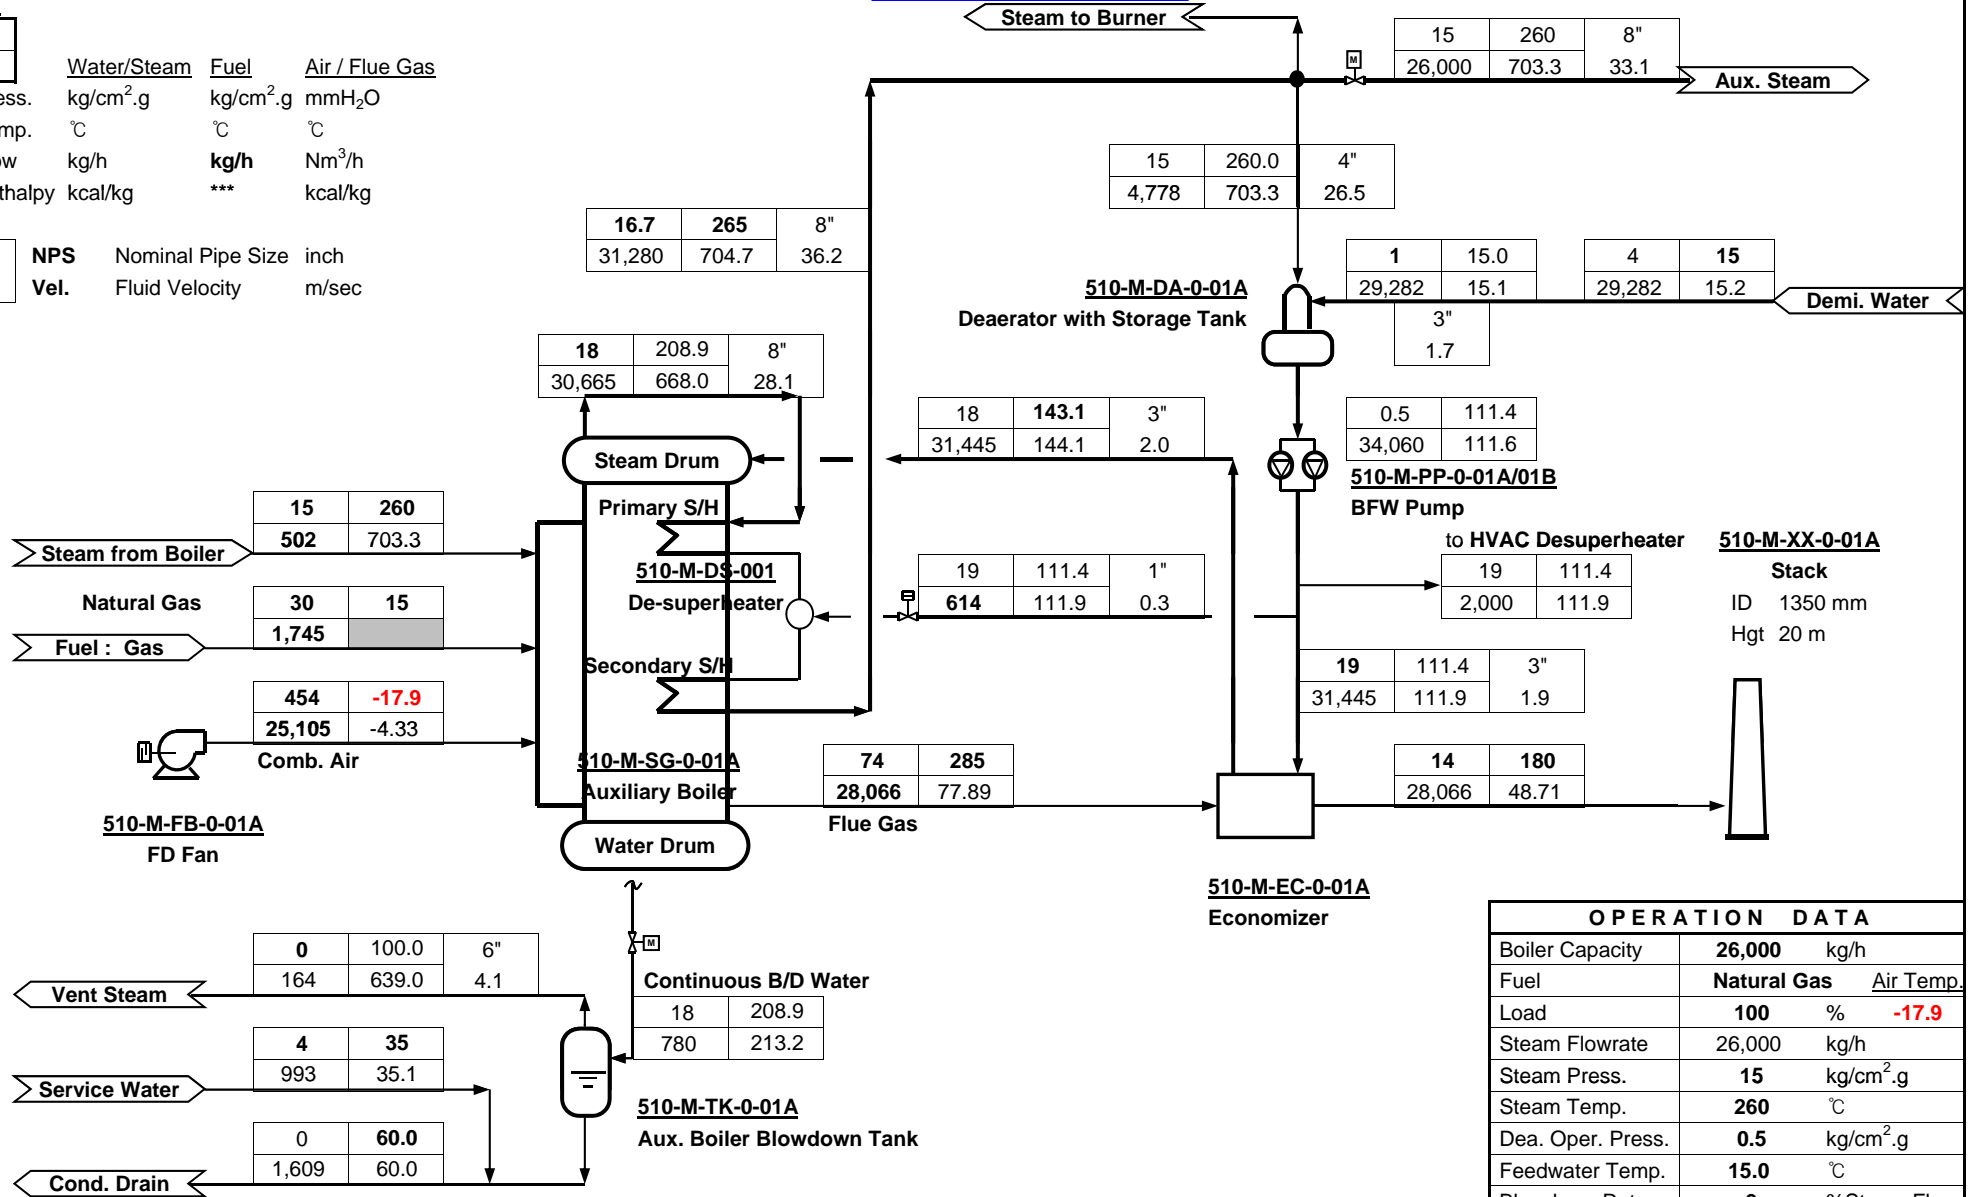 Steam to Burner
15 260 8"
26,000 703.3 33.1
M
Aux. Steam
Water/Steam Fuel Air / Flue Gas
ess. kg/cm².g kg/cm².g mmH₂O
mp. ℃ ℃ ℃
ow kg/h kg/h Nm³/h
thalpy kcal/kg *** kcal/kg
NPS Nominal Pipe Size inch
Vel. Fluid Velocity m/sec
15 260.0 4"
4,778 703.3 26.5
16.7 265 8"
31,280 704.7 36.2
1 15.0
29,282 15.1
4 15
29,282 15.2
Demi. Water
3"
1.7
510-M-DA-0-01A
Deaerator with Storage Tank
18 208.9 8"
30,665 668.0 28.1
18 143.1 3"
31,445 144.1 2.0
0.5 111.4
34,060 111.6
510-M-PP-0-01A/01B
BFW Pump
Steam Drum
Primary S/H
15 260
502 703.3
Steam from Boiler
510-M-DS-001
De-superheater
19 111.4 1"
614 111.9 0.3
to HVAC Desuperheater
19 111.4
2,000 111.9
510-M-XX-0-01A
Stack
ID 1350 mm
Hgt 20 m
Natural Gas
30 15
1,745
Fuel : Gas
Secondary S/H
19 111.4 3"
31,445 111.9 1.9
454 -17.9
25,105 -4.33
Comb. Air
510-M-FB-0-01A
FD Fan
510-M-SG-0-01A
Auxiliary Boiler
Water Drum
74 285
28,066 77.89
Flue Gas
14 180
28,066 48.71
510-M-EC-0-01A
Economizer
0 100.0 6"
164 639.0 4.1
Vent Steam
M
Continuous B/D Water
18 208.9
780 213.2
4 35
993 35.1
Service Water
510-M-TK-0-01A
Aux. Boiler Blowdown Tank
0 60.0
1,609 60.0
Cond. Drain
OPERATION DATA
Boiler Capacity 26,000 kg/h
Fuel Natural Gas Air Temp.
Load 100 % -17.9
Steam Flowrate 26,000 kg/h
Steam Press. 15 kg/cm².g
Steam Temp. 260 ℃
Dea. Oper. Press. 0.5 kg/cm².g
Feedwater Temp. 15.0 ℃